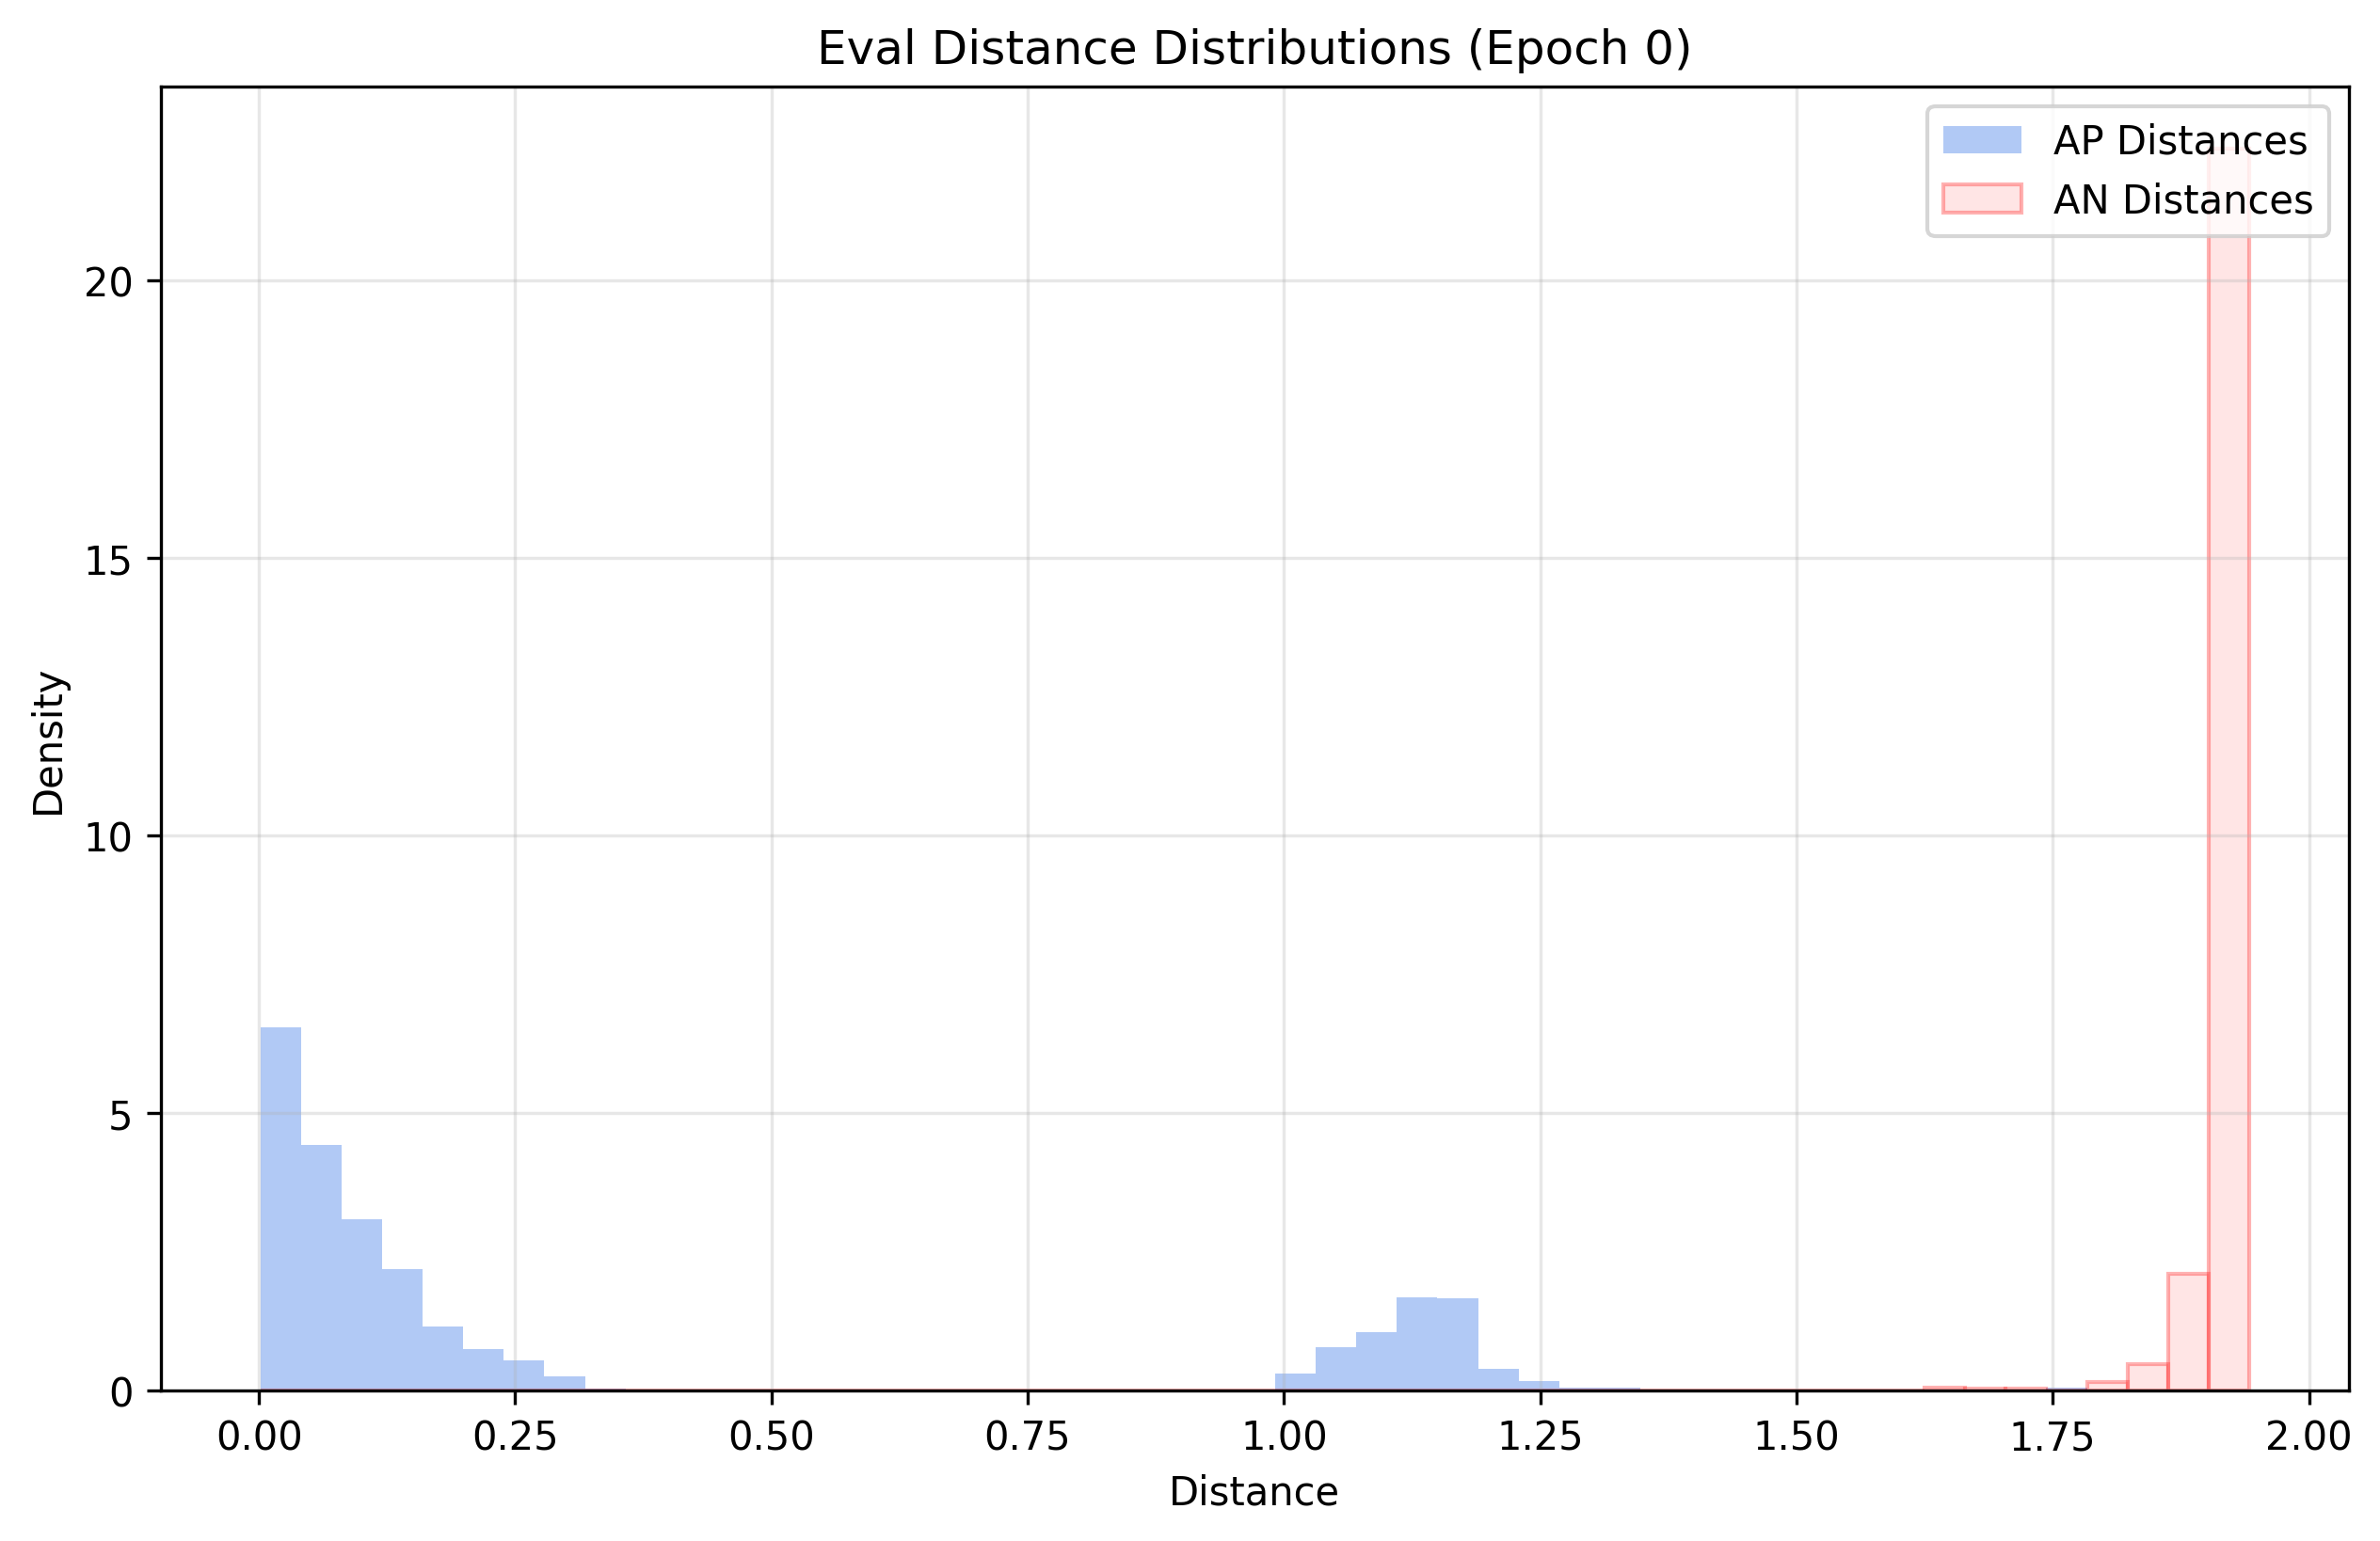 Eval Distance Distributions (Epoch 0)
AP Distances
AN Distances
20
15
10
5
0
Density
0.00 0.25 0.50 0.75 1.00 1.25 1.50 1.75 2.00
Distance